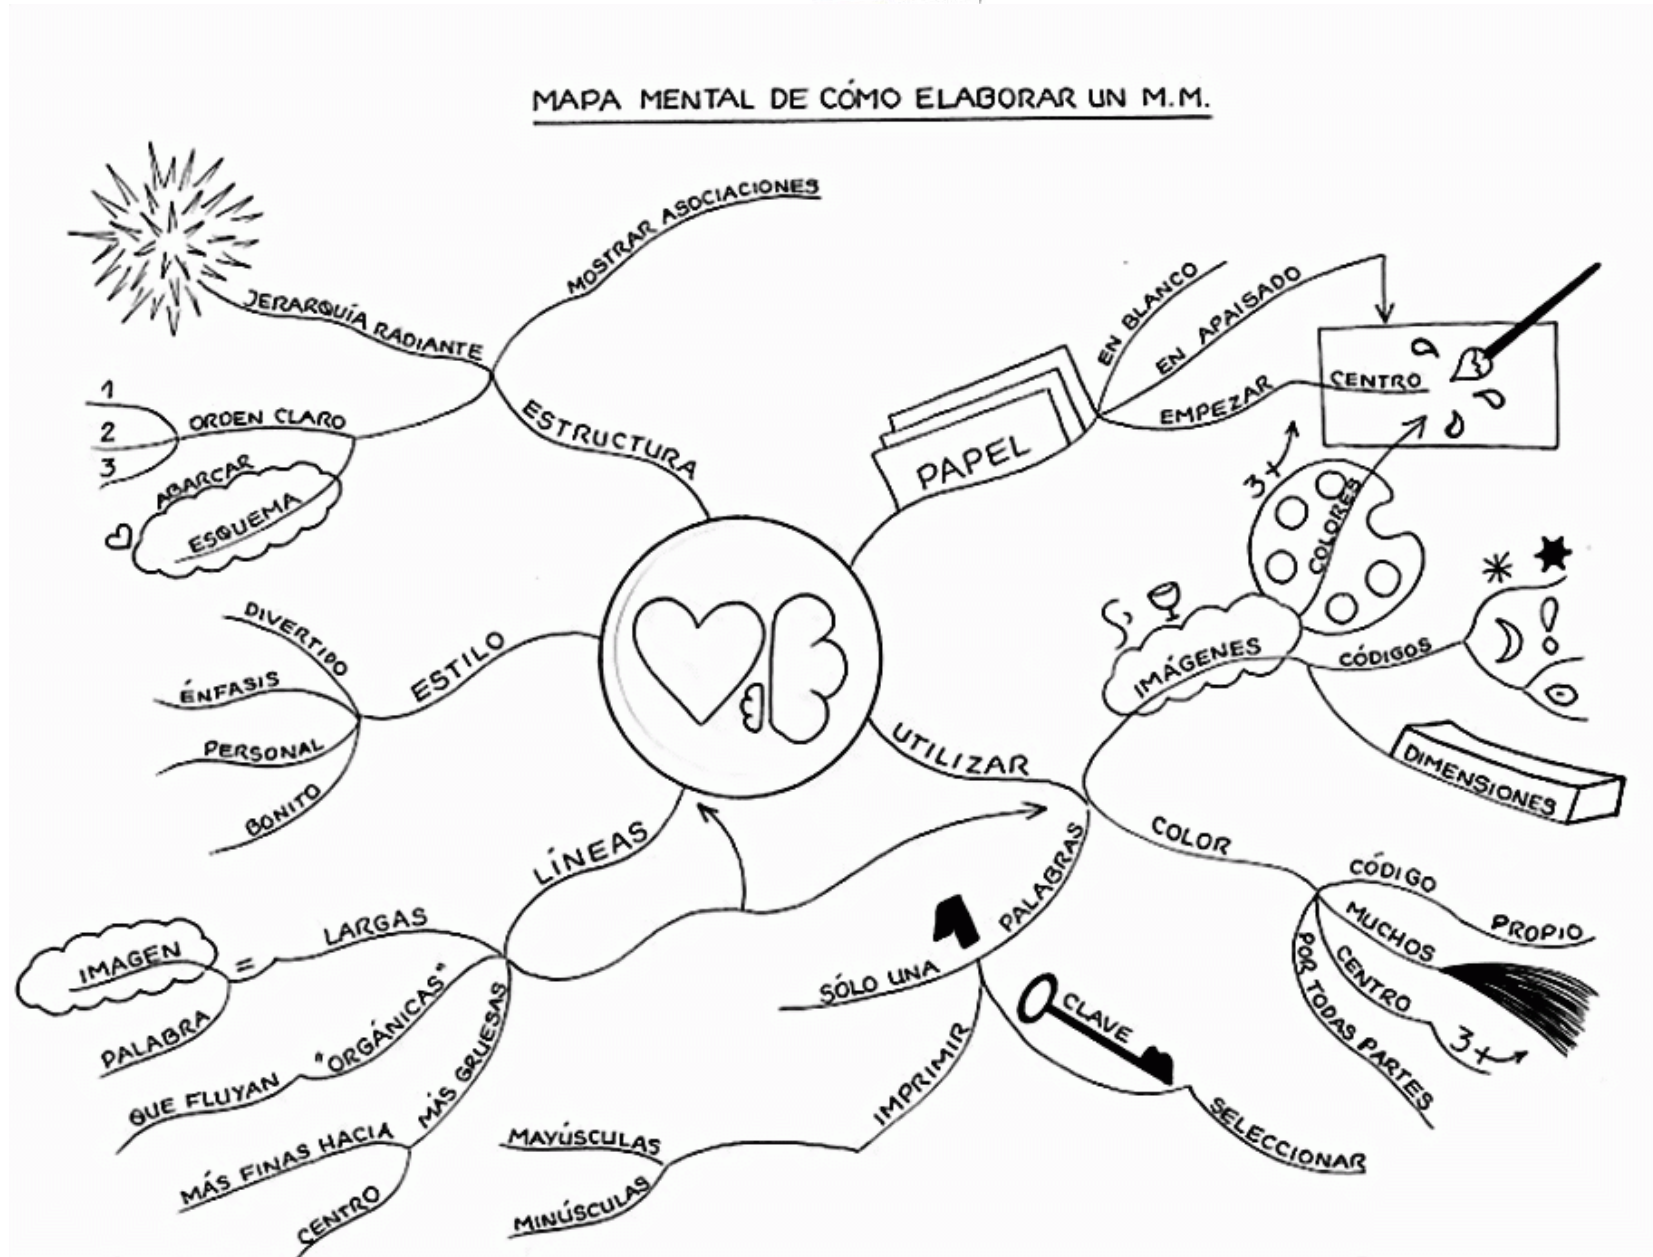 MAPA MENTAL DE CÓMO ELABORAR UN M.M.
MOSTRAR ASOCIACIONES
JERARQUÍA RADIANTE
1
2
3
ORDEN CLARO
ABARCAR
ESQUEMA
ESTRUCTURA
PAPEL
EN BLANCO
EN APAISADO
EMPEZAR
CENTRO
3+
COLORES
IMÁGENES
CÓDIGOS
DIMENSIONES
UTILIZAR
COLOR
CÓDIGO
PROPIO
MUCHOS
CENTRO
3+
POR TODAS PARTES
PALABRAS
1
SÓLO UNA
CLAVE
SELECCIONAR
IMPRIMIR
MAYÚSCULAS
MINÚSCULAS
ESTILO
DIVERTIDO
ÉNFASIS
PERSONAL
BONITO
LÍNEAS
LARGAS
=
IMAGEN
PALABRA
"ORGÁNICAS"
QUE FLUYAN
MÁS GRUESAS
MÁS FINAS HACIA
CENTRO